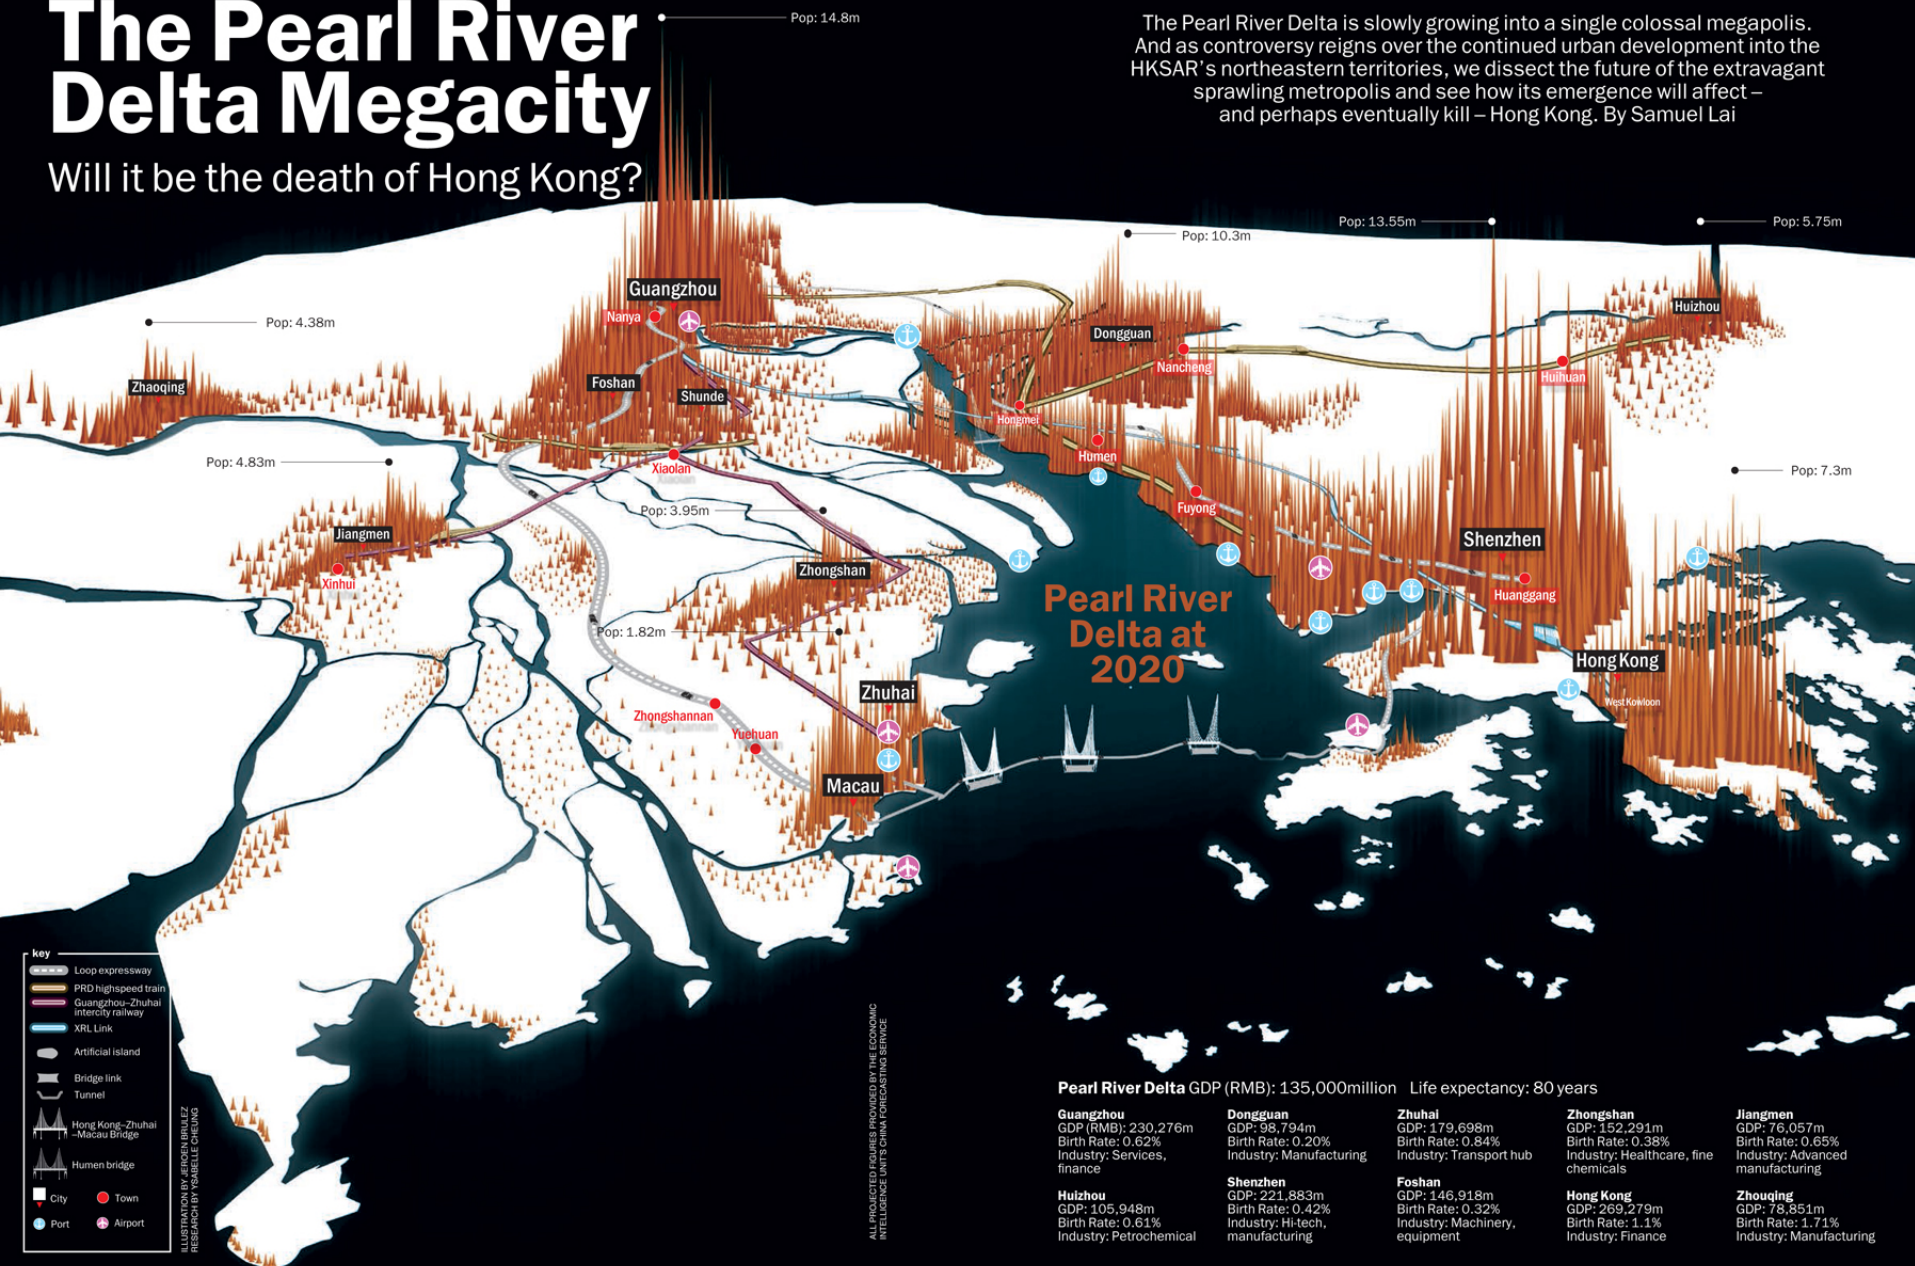 The Pearl River
Delta Megacity
Will it be the death of Hong Kong?
The Pearl River Delta is slowly growing into a single colossal megapolis.
And as controversy reigns over the continued urban development into the
HKSAR's northeastern territories, we dissect the future of the extravagant
sprawling metropolis and see how its emergence will affect –
and perhaps eventually kill – Hong Kong. By Samuel Lai
Pop: 14.8m
Pop: 13.55m
Pop: 5.75m
Pop: 10.3m
Guangzhou
Huizhou
Nanya
Pop: 4.38m
Dongguan
Nancheng
Huihuan
Zhaoqing
Foshan
Shunde
Hongmei
Humen
Pop: 4.83m
Xiaolan
Pop: 7.3m
Pop: 3.95m
Fuyong
Jiangmen
Shenzhen
Xinhui
Zhongshan
Huanggang
Pearl River
Delta at
2020
Pop: 1.82m
Hong Kong
Zhuhai
West Kowloon
Zhongshannan
Yuehuan
Macau
key
Loop expressway
PRD highspeed train
Guangzhou–Zhuhai
intercity railway
XRL Link
Artificial island
Bridge link
Tunnel
Hong Kong–Zhuhai
–Macau Bridge
Humen bridge
City
Town
Port
Airport
ILLUSTRATION BY JEROEN BRULEZ
RESEARCH BY YSABELLE CHEUNG
ALL PROJECTED FIGURES PROVIDED BY THE ECONOMIC
INTELLIGENCE UNIT'S CHINA FORECASTING SERVICE
Pearl River Delta GDP (RMB): 135,000million Life expectancy: 80 years
Guangzhou
GDP (RMB): 230,276m
Birth Rate: 0.62%
Industry: Services,
finance
Dongguan
GDP: 98,794m
Birth Rate: 0.20%
Industry: Manufacturing
Zhuhai
GDP: 179,698m
Birth Rate: 0.84%
Industry: Transport hub
Zhongshan
GDP: 152,291m
Birth Rate: 0.38%
Industry: Healthcare, fine
chemicals
Jiangmen
GDP: 76,057m
Birth Rate: 0.65%
Industry: Advanced
manufacturing
Huizhou
GDP: 105,948m
Birth Rate: 0.61%
Industry: Petrochemical
Shenzhen
GDP: 221,883m
Birth Rate: 0.42%
Industry: Hi-tech,
manufacturing
Foshan
GDP: 146,918m
Birth Rate: 0.32%
Industry: Machinery,
equipment
Hong Kong
GDP: 269,279m
Birth Rate: 1.1%
Industry: Finance
Zhouqing
GDP: 78,851m
Birth Rate: 1.71%
Industry: Manufacturing